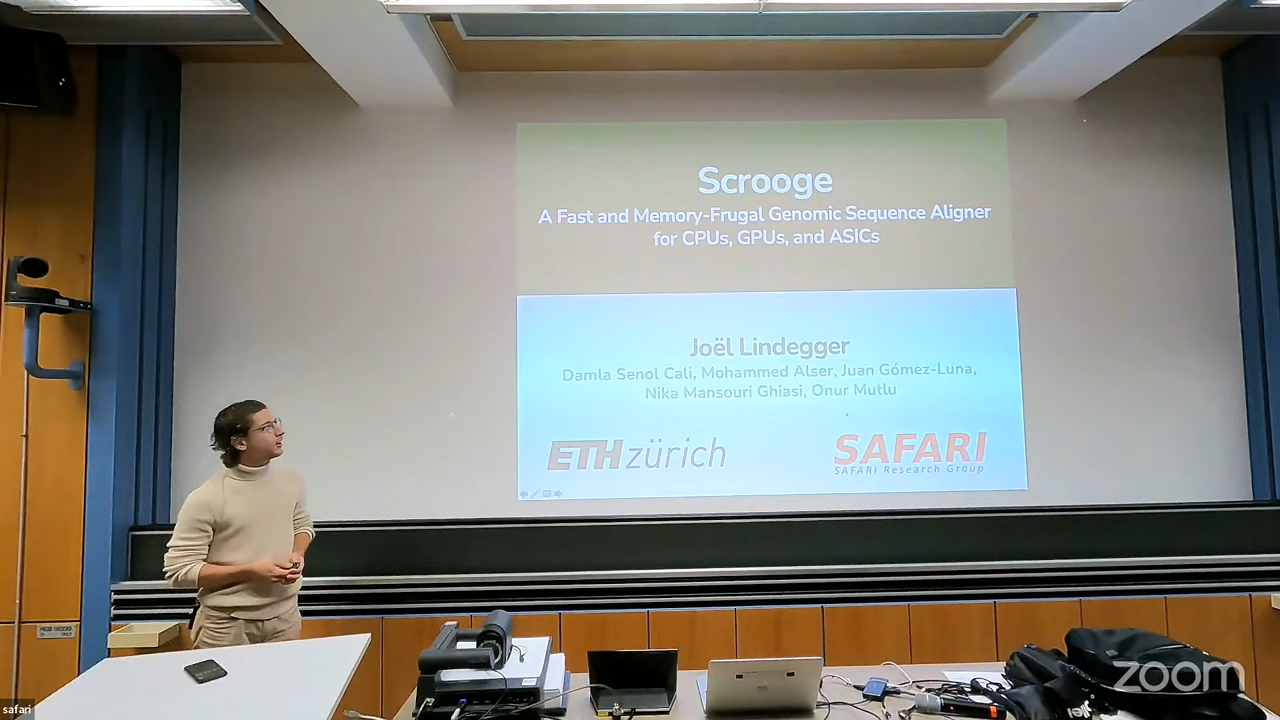 Scrooge
A Fast and Memory-Frugal Genomic Sequence Aligner
for CPUs, GPUs, and ASICs
Joël Lindegger
Damla Senol Cali, Mohammed Alser, Juan Gómez-Luna,
Nika Mansouri Ghiasi, Onur Mutlu
ETH zürich
SAFARI
SAFARI Research Group
zoom
safari